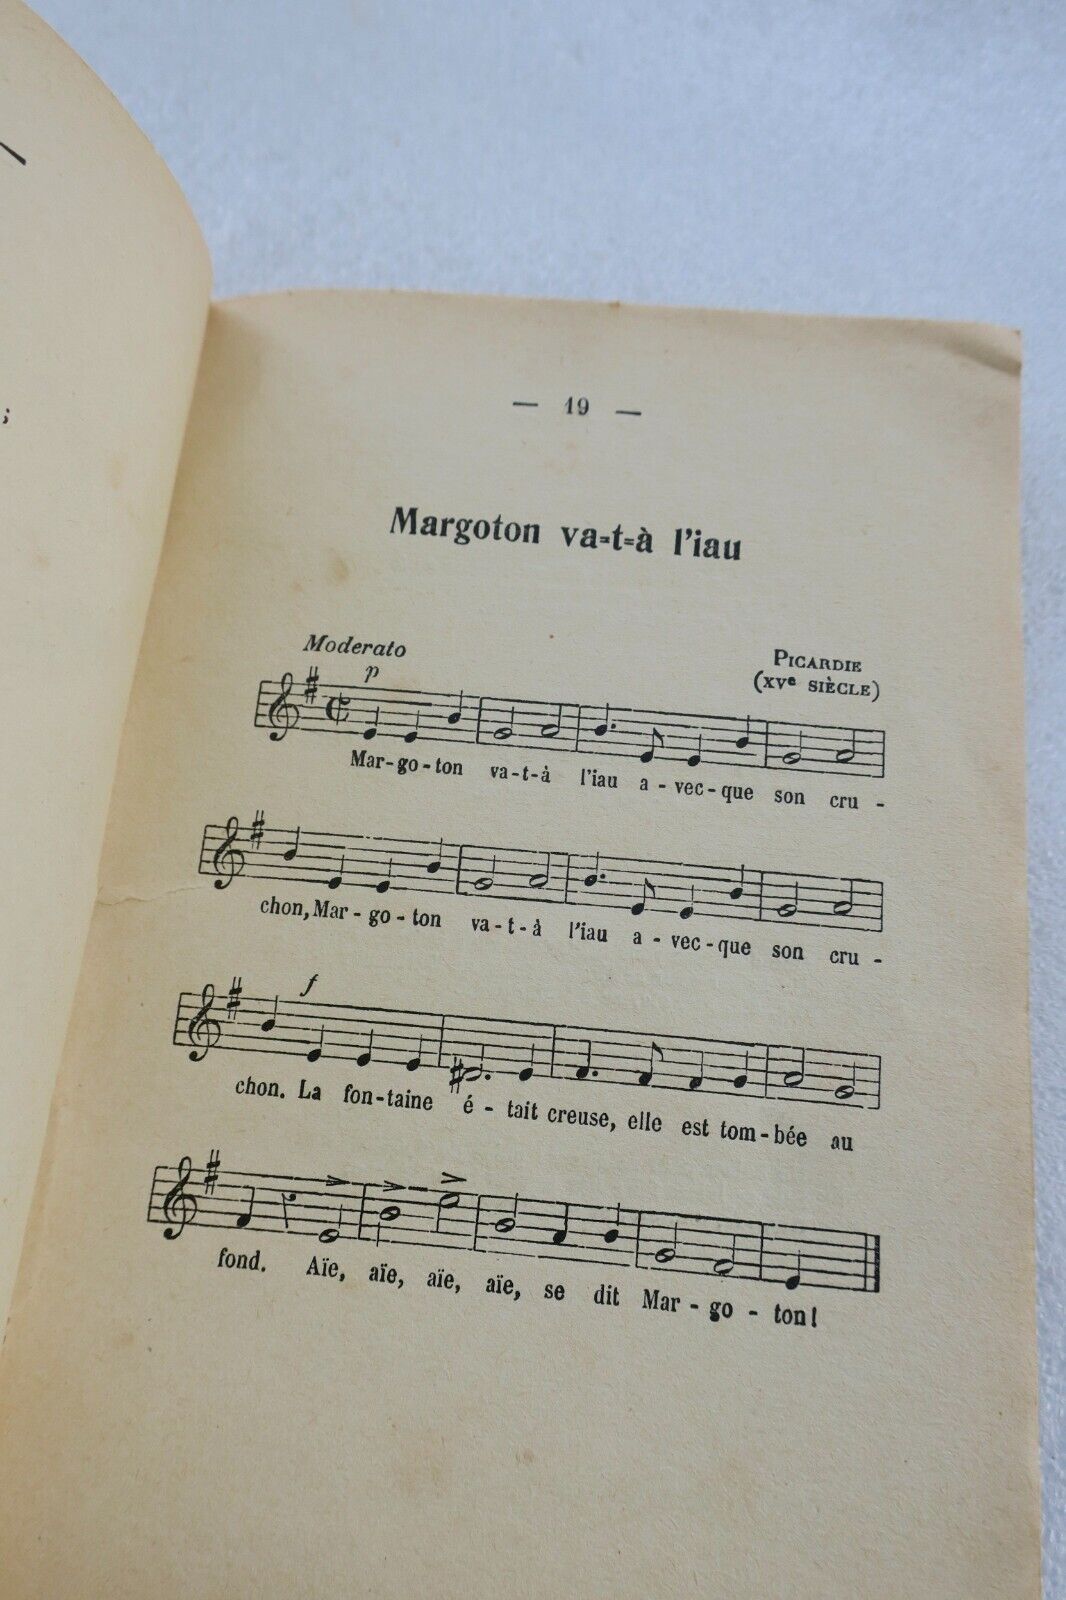 ;
— 19 —
Margoton va-t-à l'iau
Moderato
PICARDIE
(XVe SIÈCLE)
p
Mar-go-ton va-t-à l'iau a-vec-que son cru-
chon, Mar-go-ton va-t-à l'iau a-vec-que son cru-
f
chon. La fon-taine é-tait creuse, elle est tom-bée au
fond. Aïe, aïe, aïe, aïe, se dit Mar-go-ton!